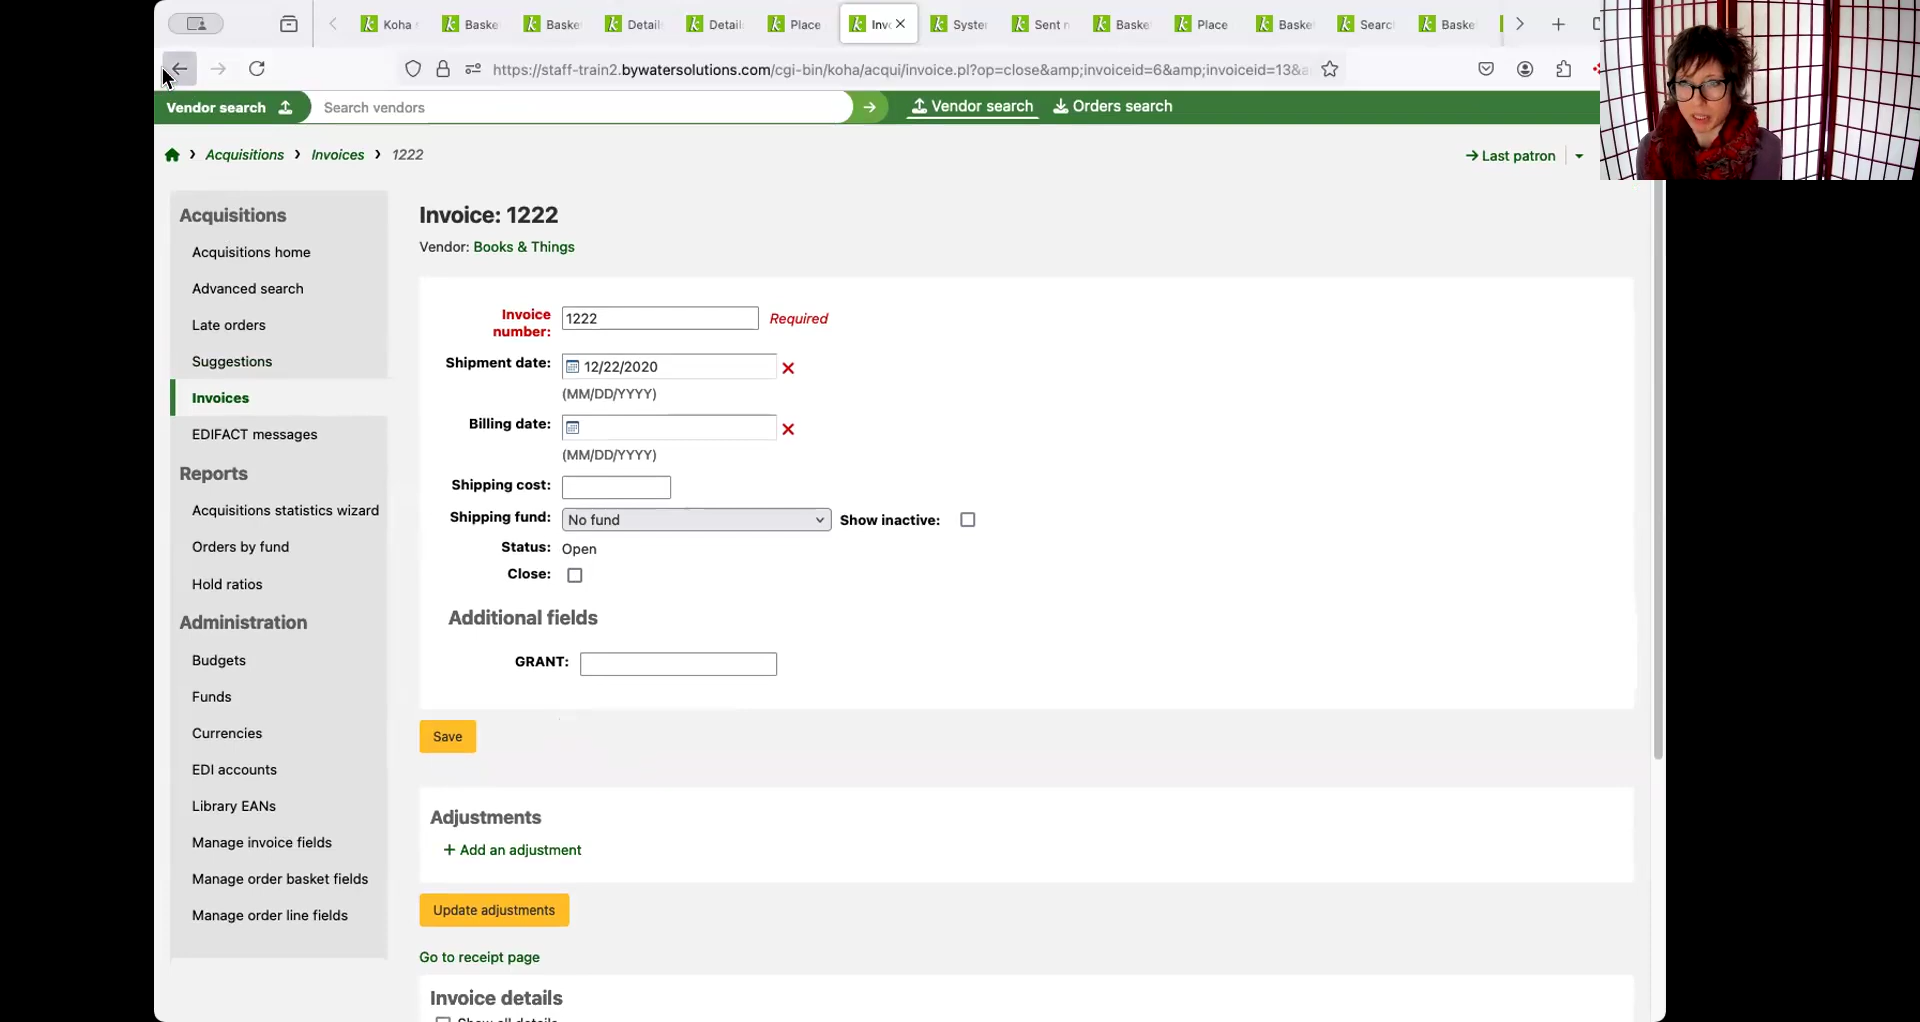 Koha
Baske
Baske
Details
Details
Place
Inv
Syster
Sent n
Baske
Place
Baske
Searc
Baske
https://staff-train2.bywatersolutions.com/cgi-bin/koha/acqui/invoice.pl?op=close&amp;invoiceid=6&amp;invoiceid=13&a
Vendor search
Search vendors
Vendor search
Orders search
Acquisitions
Invoices
1222
Last patron
Acquisitions
Acquisitions home
Advanced search
Late orders
Suggestions
Invoices
EDIFACT messages
Reports
Acquisitions statistics wizard
Orders by fund
Hold ratios
Administration
Budgets
Funds
Currencies
EDI accounts
Library EANs
Manage invoice fields
Manage order basket fields
Manage order line fields
Invoice: 1222
Vendor: Books & Things
Invoice number: 1222 Required
Shipment date: 12/22/2020
(MM/DD/YYYY)
Billing date:
(MM/DD/YYYY)
Shipping cost:
Shipping fund: No fund Show inactive:
Status: Open
Close:
Additional fields
GRANT:
Save
Adjustments
+ Add an adjustment
Update adjustments
Go to receipt page
Invoice details
Show all details